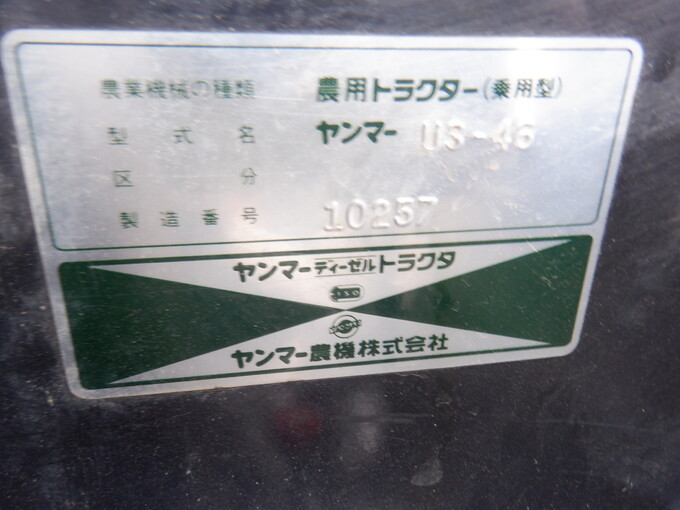 農業機械の種類 農用トラクター(乗用型)
型式名 ヤンマー US-46
区分
製造番号 10237
ヤンマーディーゼルトラクタ
ヤンマー農機株式会社